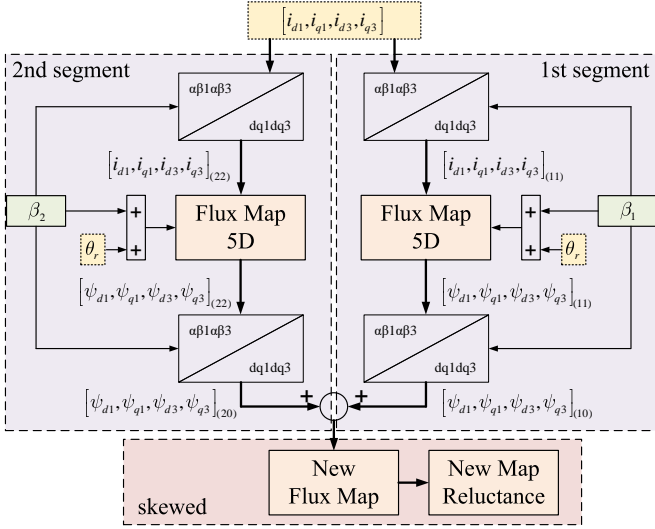 [i_{d1}, i_{q1}, i_{d3}, i_{q3}]
2nd segment
1st segment
αβ1αβ3
dq1dq3
αβ1αβ3
dq1dq3
[i_{d1}, i_{q1}, i_{d3}, i_{q3}]_{(22)}
[i_{d1}, i_{q1}, i_{d3}, i_{q3}]_{(11)}
β_2
+
+
θ_r
Flux Map
5D
Flux Map
5D
+
+
θ_r
β_1
[ψ_{d1}, ψ_{q1}, ψ_{d3}, ψ_{q3}]_{(22)}
[ψ_{d1}, ψ_{q1}, ψ_{d3}, ψ_{q3}]_{(11)}
αβ1αβ3
dq1dq3
αβ1αβ3
dq1dq3
[ψ_{d1}, ψ_{q1}, ψ_{d3}, ψ_{q3}]_{(20)}
+
+
[ψ_{d1}, ψ_{q1}, ψ_{d3}, ψ_{q3}]_{(10)}
skewed
New
Flux Map
New Map
Reluctance